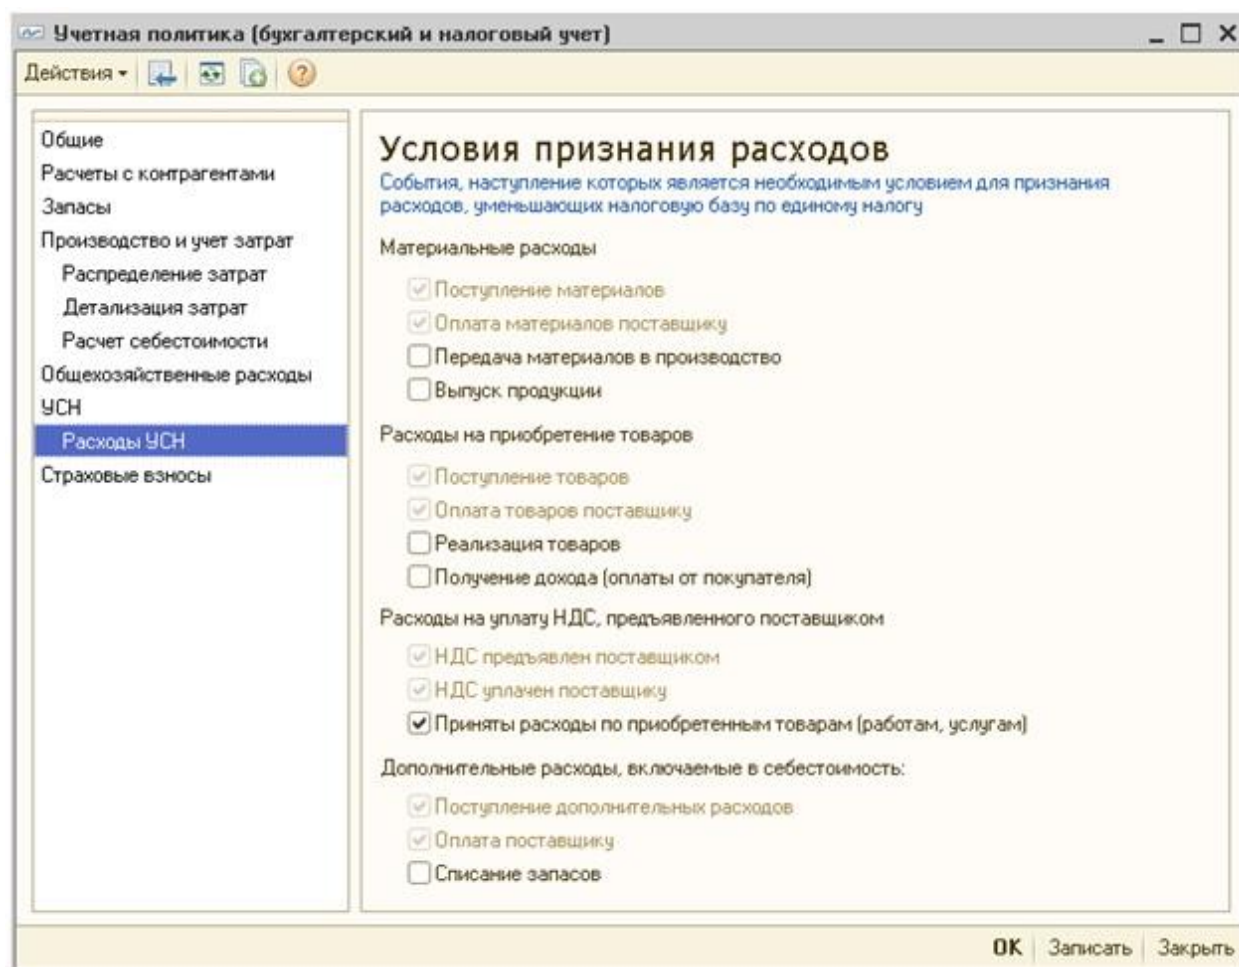 Учетная политика (бухгалтерский и налоговый учет)
Действия
Общие
Расчеты с контрагентами
Запасы
Производство и учет затрат
Распределение затрат
Детализация затрат
Расчет себестоимости
Общехозяйственные расходы
УСН
Расходы УСН
Страховые взносы
Условия признания расходов
События, наступление которых является необходимым условием для признания
расходов, уменьшающих налоговую базу по единому налогу
Материальные расходы
Поступление материалов
Оплата материалов поставщику
Передача материалов в производство
Выпуск продукции
Расходы на приобретение товаров
Поступление товаров
Оплата товаров поставщику
Реализация товаров
Получение дохода (оплаты от покупателя)
Расходы на уплату НДС, предъявленного поставщиком
НДС предъявлен поставщиком
НДС уплачен поставщику
Приняты расходы по приобретенным товарам (работам, услугам)
Дополнительные расходы, включаемые в себестоимость:
Поступление дополнительных расходов
Оплата поставщику
Списание запасов
OK Записать Закрыть